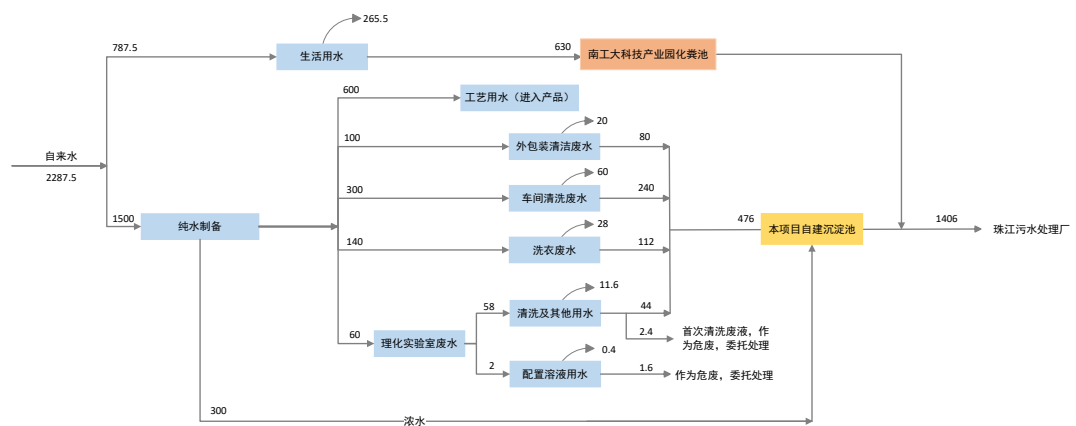 265.5
787.5
生活用水
630
南工大科技产业园化粪池
600
工艺用水（进入产品）
20
100
外包装清洁废水
80
自来水
2287.5
60
300
车间清洗废水
240
1500
纯水制备
28
476
本项目自建沉淀池
1406
珠江污水处理厂
140
洗衣废水
112
11.6
58
清洗及其他用水
44
60
理化实验室废水
2.4
首次清洗废液，作
为危废，委托处理
0.4
2
配置溶液用水
1.6
作为危废，委托处理
300
浓水